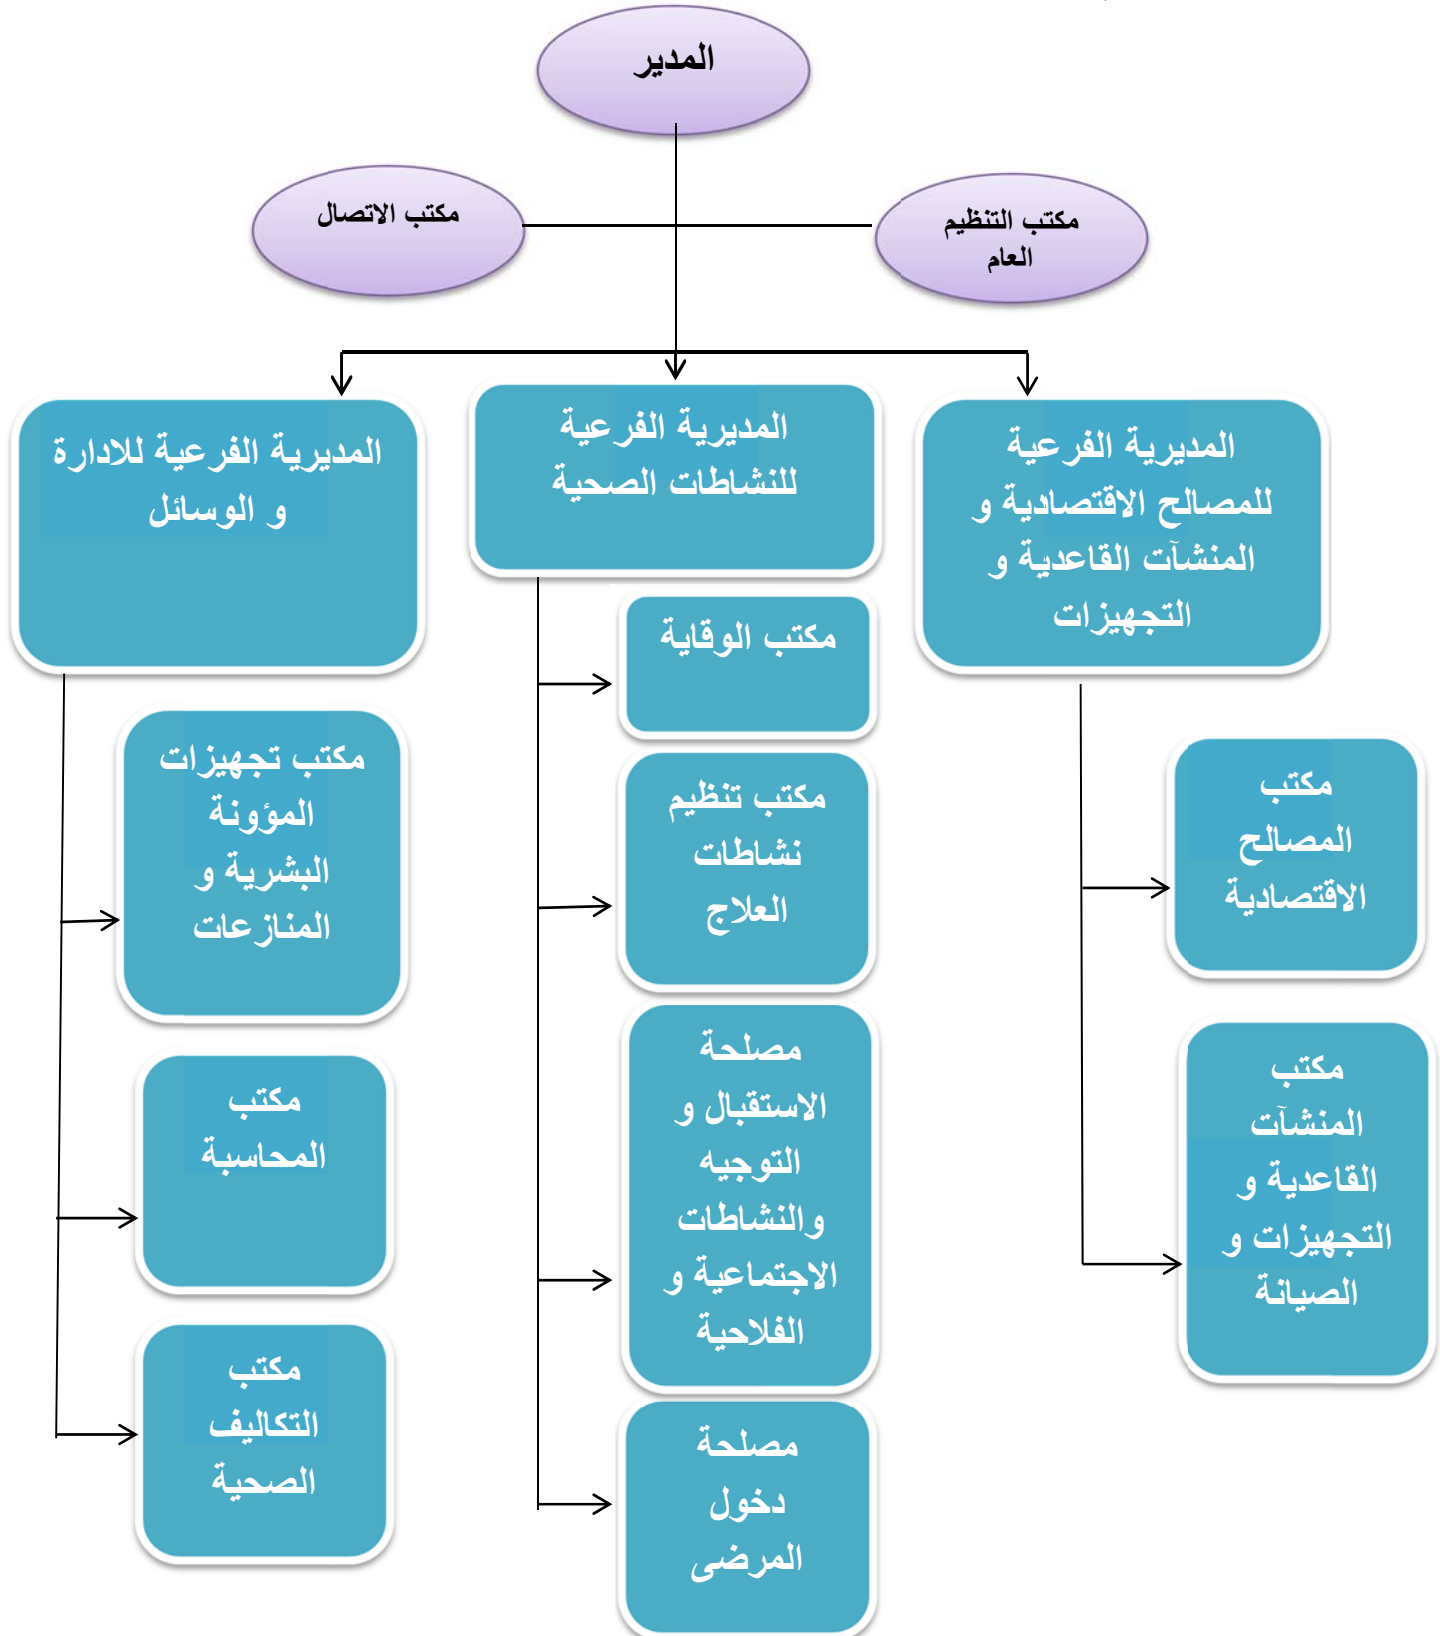 المدير
مكتب التنظيم
العام
مكتب الاتصال
المديرية الفرعية
للمصالح الاقتصادية و
المنشآت القاعدية و
التجهيزات
المديرية الفرعية
للنشاطات الصحية
المديرية الفرعية للادارة
و الوسائل
مكتب
المصالح
الاقتصادية
مكتب
المنشآت
القاعدية و
التجهيزات و
الصيانة
مكتب الوقاية
مكتب تنظيم
نشاطات
العلاج
مصلحة
الاستقبال و
التوجيه
والنشاطات
الاجتماعية و
الفلاحية
مصلحة
دخول
المرضى
مكتب تجهيزات
المؤونة
البشرية و
المنازعات
مكتب
المحاسبة
مكتب
التكاليف
الصحية